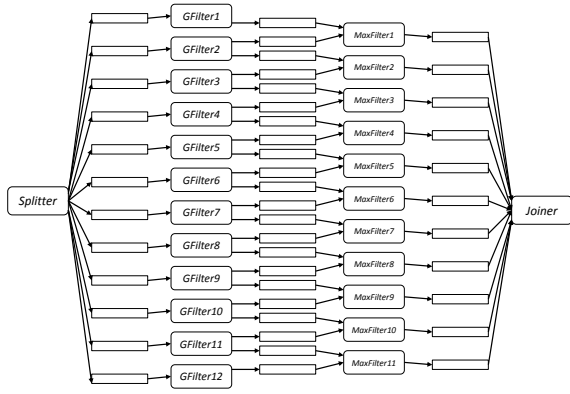 GFilter1
GFilter2
GFilter3
GFilter4
GFilter5
GFilter6
GFilter7
GFilter8
GFilter9
GFilter10
GFilter11
GFilter12
MaxFilter1
MaxFilter2
MaxFilter3
MaxFilter4
MaxFilter5
MaxFilter6
MaxFilter7
MaxFilter8
MaxFilter9
MaxFilter10
MaxFilter11
Splitter
Joiner